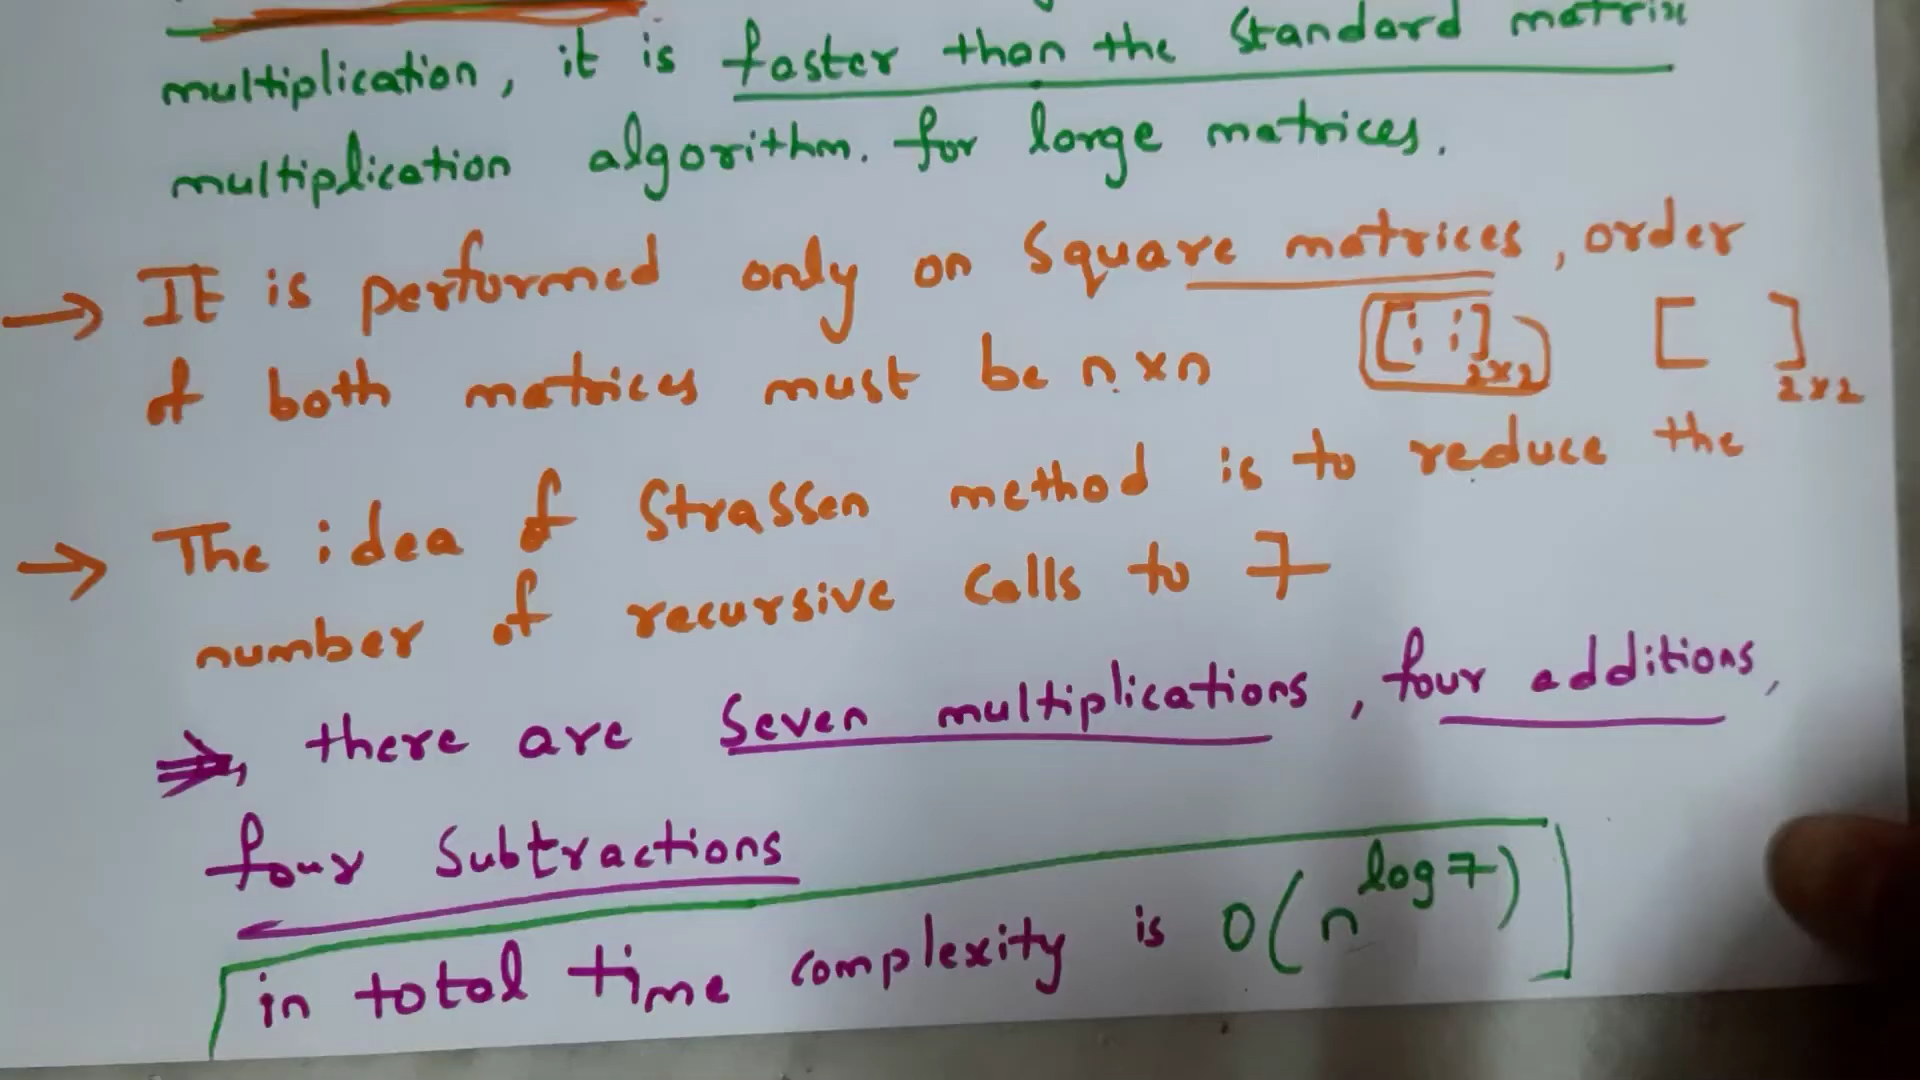 multiplication, it is faster than the standard matrix
multiplication algorithm. for large matrices.
→ It is performed only on Square matrices, order
of both matrices must be n×n [: :]2×2 [ ]2×2
→ The idea of Strassen method is to reduce the
number of recursive calls to 7
⇒, there are Seven multiplications, four additions,
four Subtractions
in total time complexity is O(n^log 7)